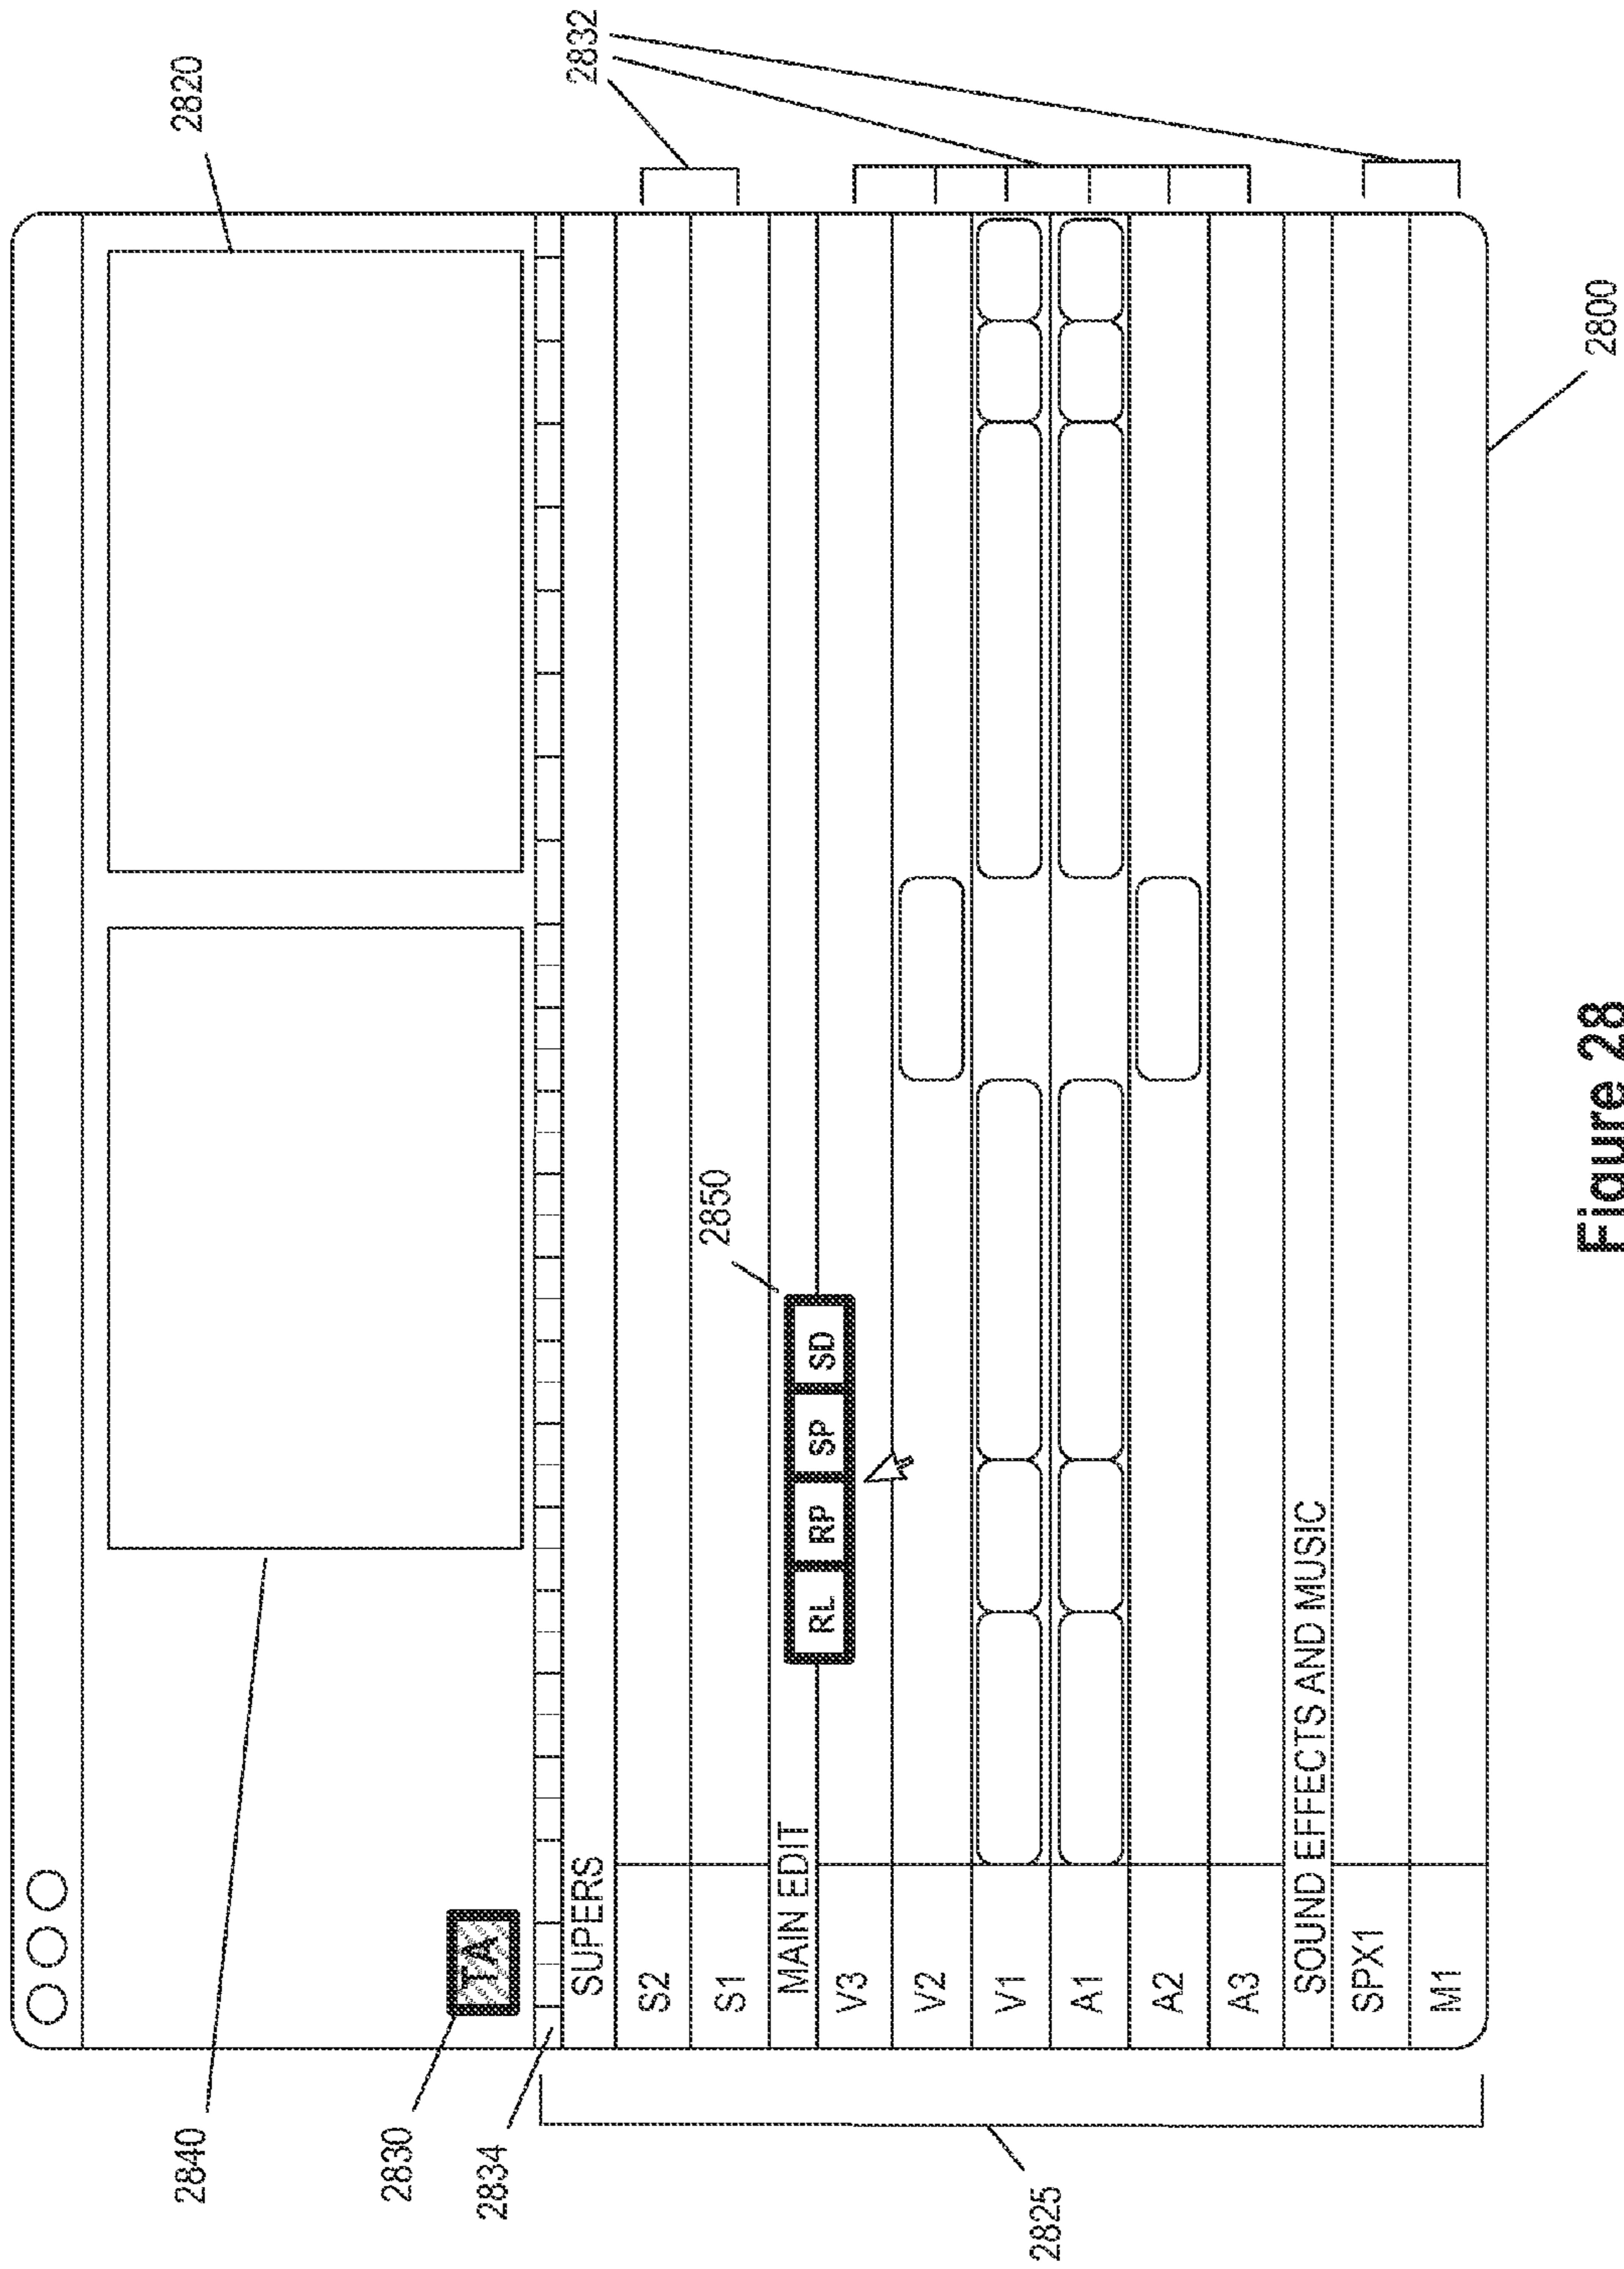 2840
2820
2830
TA
2834
2832
SUPERS
S2
S1
2850
MAIN EDIT
RL RP SP SD
V3
V2
V1
A1
A2
A3
2825
SOUND EFFECTS AND MUSIC
SPX1
M1
2800
Figure 28